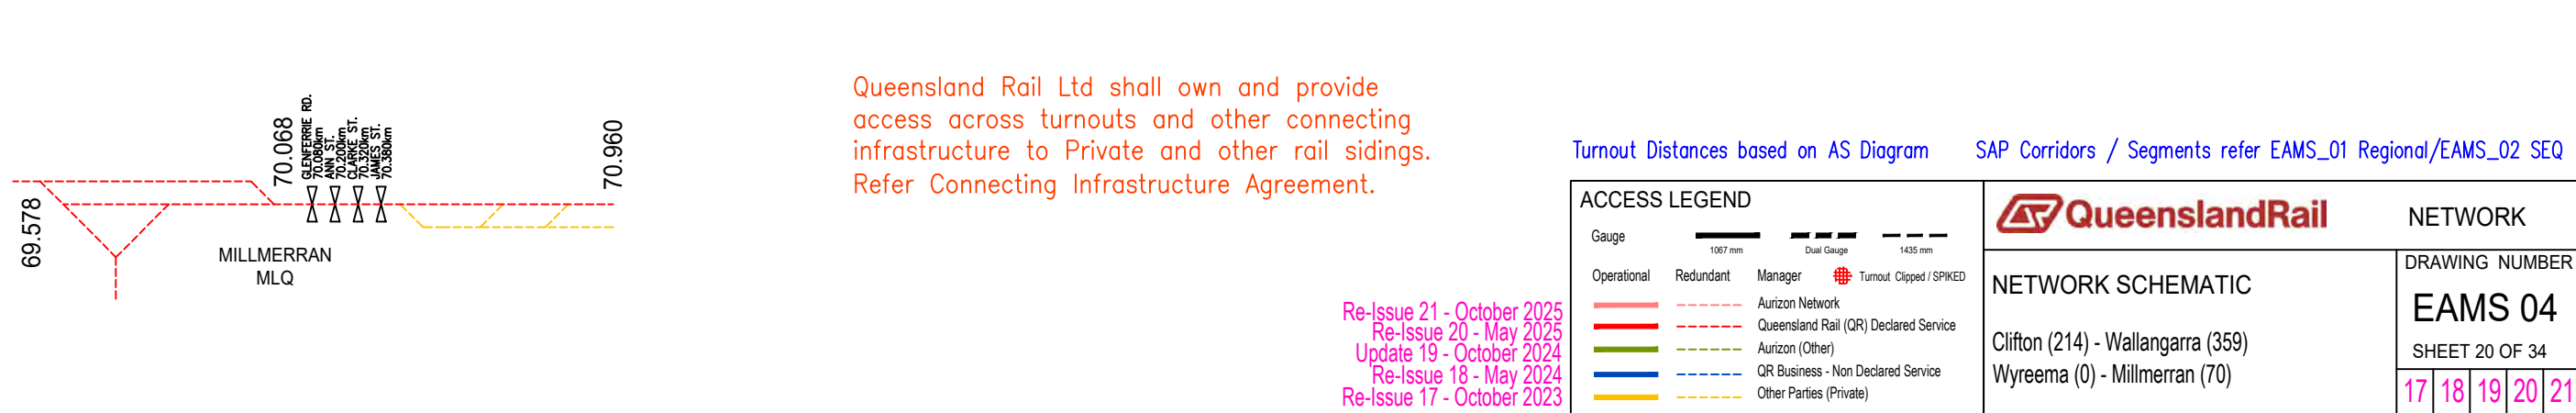 69.578
70.068
GLENFERRIE RD.
70.080km
ANN ST.
70.200km
CLARKE ST.
70.320km
JAMES ST.
70.380km
70.960
MILLMERRAN
MLQ
Queensland Rail Ltd shall own and provide
access across turnouts and other connecting
infrastructure to Private and other rail sidings.
Refer Connecting Infrastructure Agreement.
Turnout Distances based on AS Diagram
SAP Corridors / Segments refer EAMS_01 Regional/EAMS_02 SEQ
Re-Issue 21 - October 2025
Re-Issue 20 - May 2025
Update 19 - October 2024
Re-Issue 18 - May 2024
Re-Issue 17 - October 2023
ACCESS LEGEND
Gauge
1067 mm
Dual Gauge
1435 mm
Operational Redundant Manager Turnout Clipped / SPIKED
Aurizon Network
Queensland Rail (QR) Declared Service
Aurizon (Other)
QR Business - Non Declared Service
Other Parties (Private)
QueenslandRail
NETWORK
NETWORK SCHEMATIC
Clifton (214) - Wallangarra (359)
Wyreema (0) - Millmerran (70)
DRAWING NUMBER
EAMS 04
SHEET 20 OF 34
17 18 19 20 21